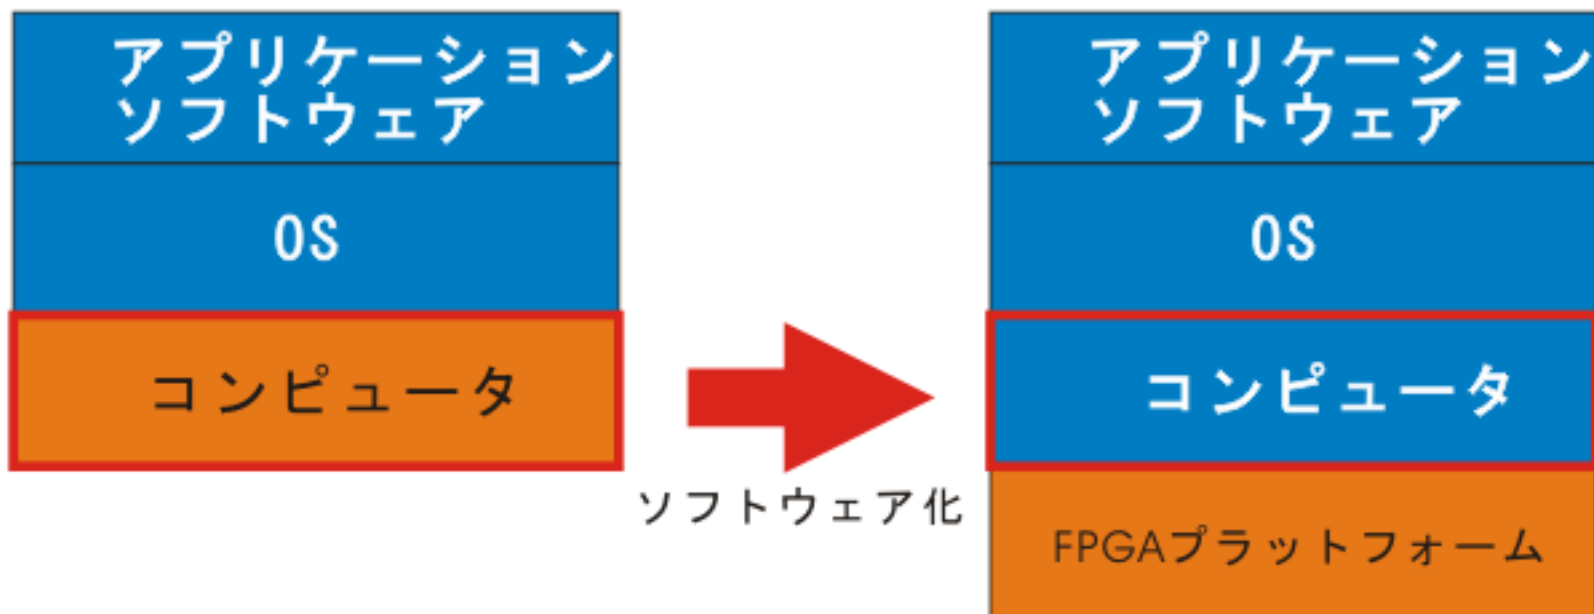 アプリケーション
ソフトウェア
OS
コンピュータ
ソフトウェア化
アプリケーション
ソフトウェア
OS
コンピュータ
FPGAプラットフォーム